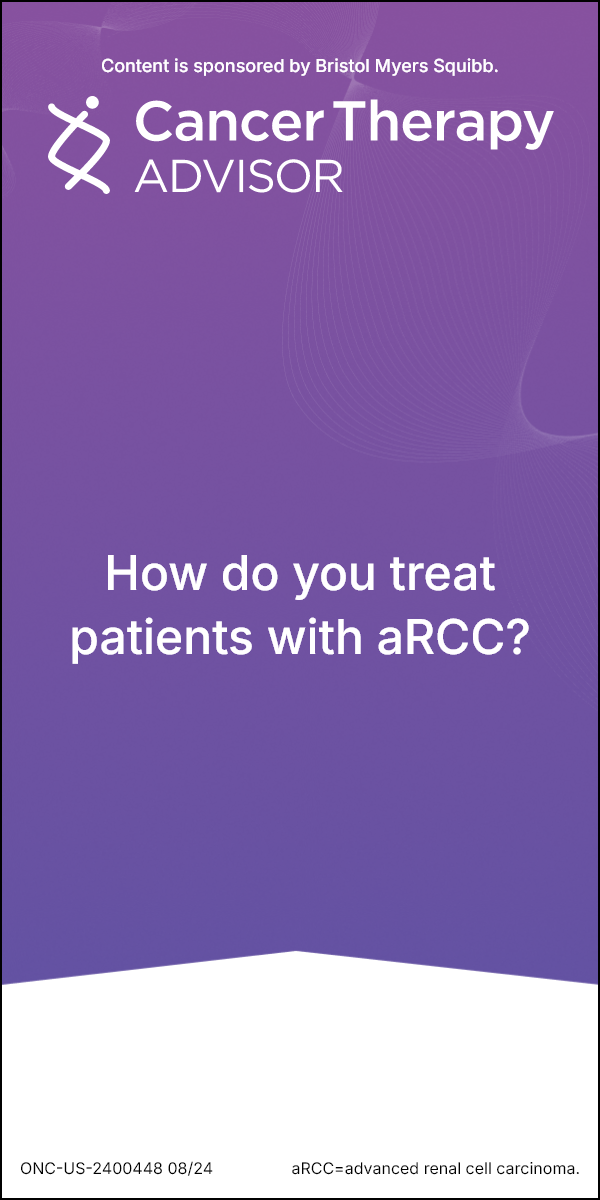 Content is sponsored by Bristol Myers Squibb.
Cancer Therapy
ADVISOR
How do you treat
patients with aRCC?
ONC-US-2400448 08/24
aRCC=advanced renal cell carcinoma.